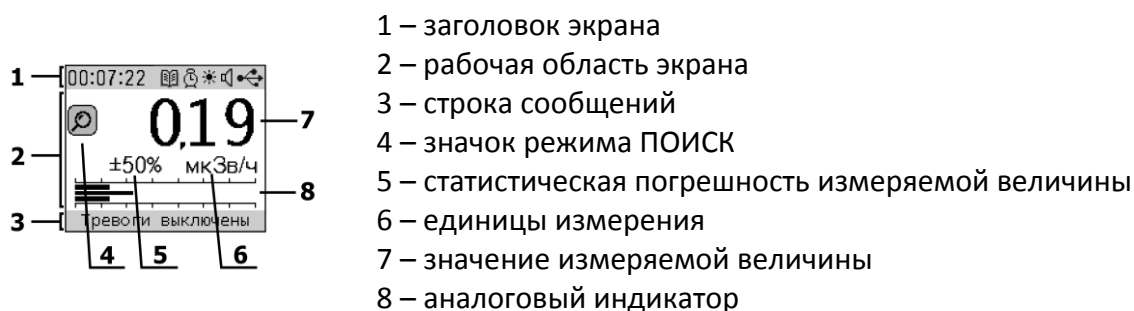 1 – заголовок экрана
2 – рабочая область экрана
3 – строка сообщений
4 – значок режима ПОИСК
5 – статистическая погрешность измеряемой величины
6 – единицы измерения
7 – значение измеряемой величины
8 – аналоговый индикатор
1
00:07:22
2
0,19
7
±50% мкЗв/ч
8
3
Тревоги выключены
4 5 6